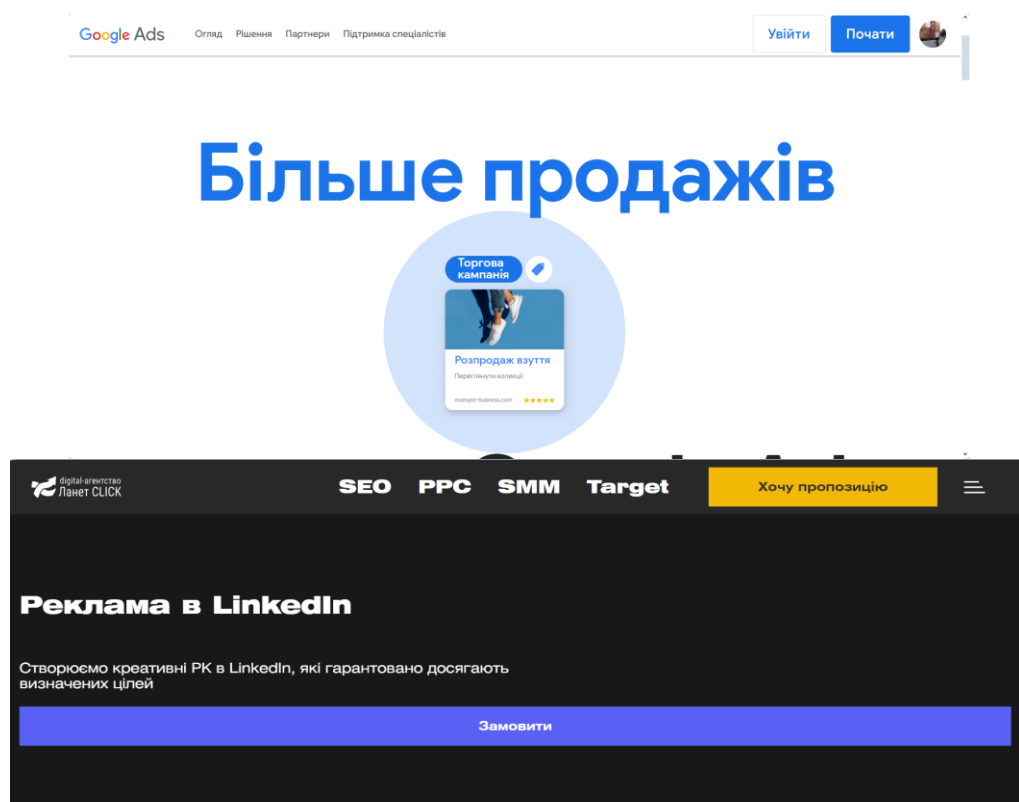 Google Ads Огляд Рішення Партнери Підтримка спеціалістів Увійти Почати
Більше продажів
Торгова
кампанія
Розпродаж взуття
Переглянути колекції
example-business.com
digital-агентство
Ланет CLICK
SEO PPC SMM Target Хочу пропозицію
Реклама в LinkedIn
Створюємо креативні РК в LinkedIn, які гарантовано досягають
визначених цілей
Замовити